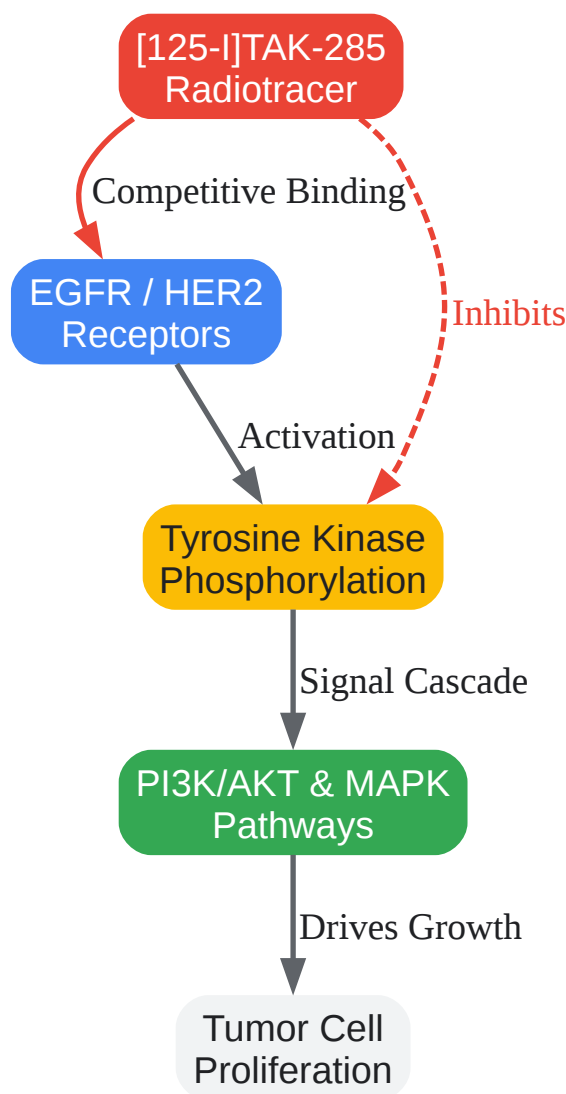 [125-I]TAK-285
Radiotracer
Competitive Binding
EGFR / HER2
Receptors
Inhibits
Activation
Tyrosine Kinase
Phosphorylation
Signal Cascade
PI3K/AKT & MAPK
Pathways
Drives Growth
Tumor Cell
Proliferation